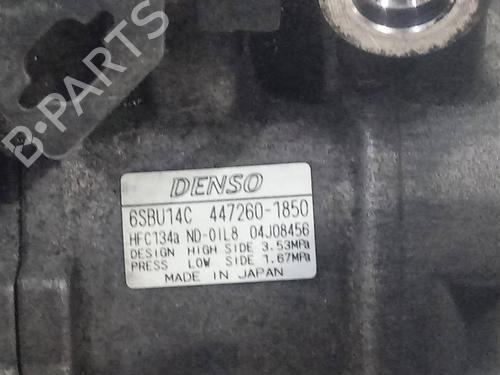 B·PARTS
DENSO
6SBU14C 447260-1850
HFC134a ND-OIL8 04J08456
DESIGN HIGH SIDE 3.53MPa
PRESS LOW SIDE 1.67MPa
MADE IN JAPAN